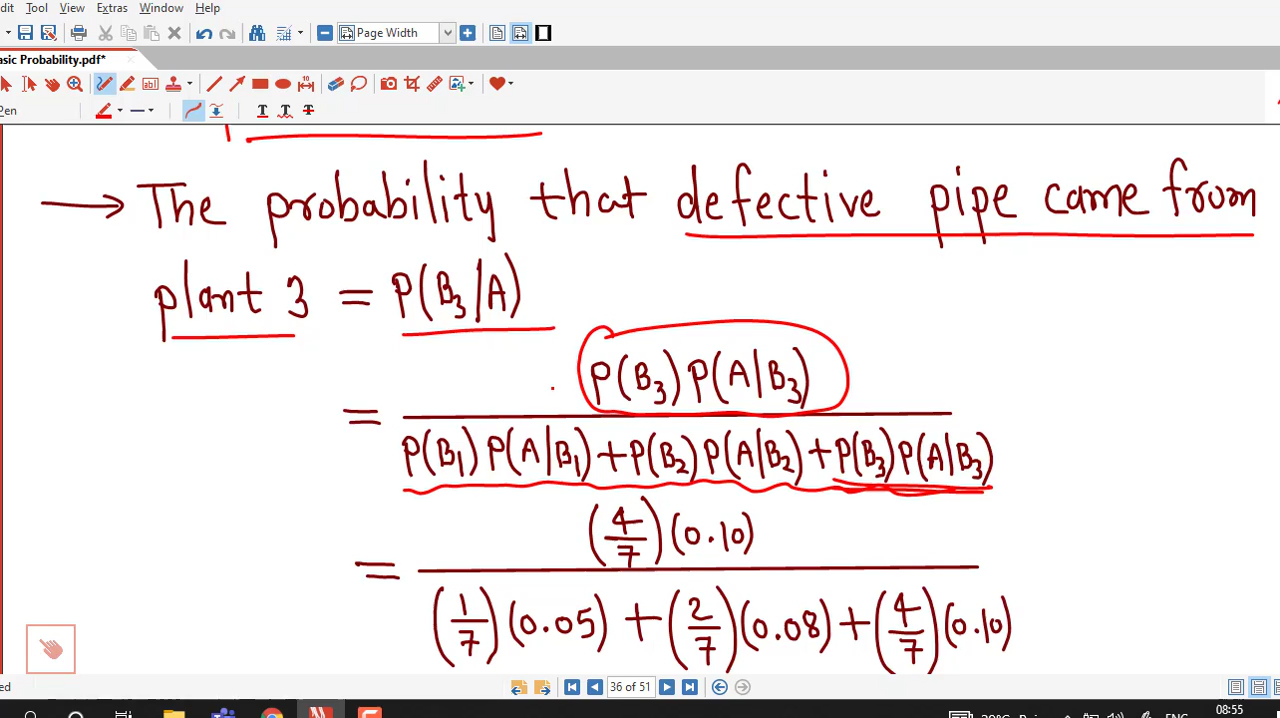 dit Tool View Extras Window Help
Page Width
asic Probability.pdf*
Pen
→ The probability that defective pipe came from
plant 3 = P(B₃|A)
= P(B₃)P(A|B₃) / P(B₁)P(A|B₁)+P(B₂)P(A|B₂)+P(B₃)P(A|B₃)
= (4/7)(0.10) / (1/7)(0.05)+(2/7)(0.08)+(4/7)(0.10)
36 of 51
08:55